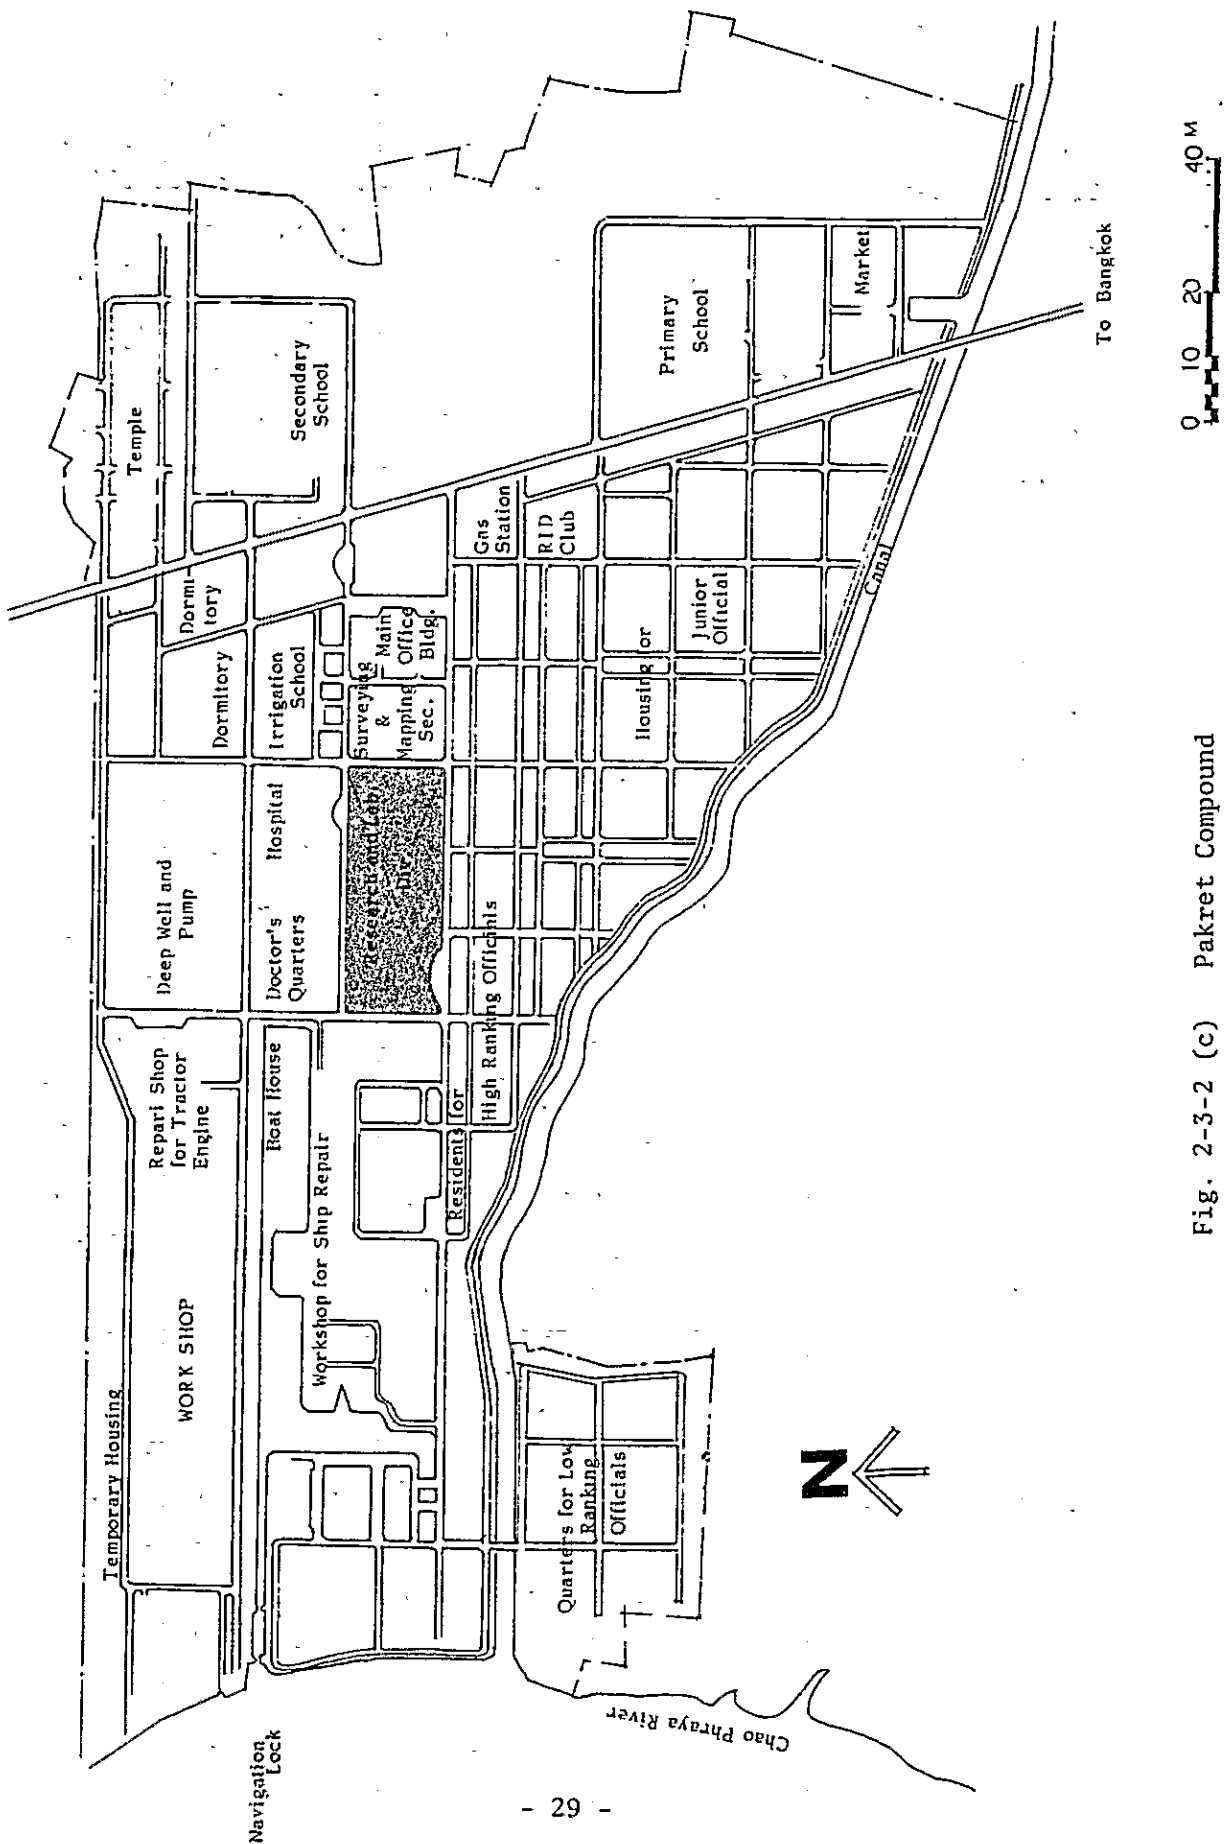 Temporary Housing
WORK SHOP
Repari Shop
for Tractor
Engine
Deep Well and
Pump
Dormitory
Dormi-
tory
Temple
Navigation
Lock
Boat House
Workshop for Ship Repair
Doctor's
Quarters
Hospital
Irrigation
School
Secondary
School
Research and Lab.
Div.
Surveying
&
Mapping
Sec.
Main
Office
Bldg.
Residents for
High Ranking Officials
Gas
Station
RID
Club
Housing for
Junior
Official
Primary
School
Market
Canal
Quarters for Low
Ranking
Officials
Chao Phraya River
To Bangkok
N
0 10 20 40 M
Fig. 2-3-2 (c) Pakret Compound
- 29 -